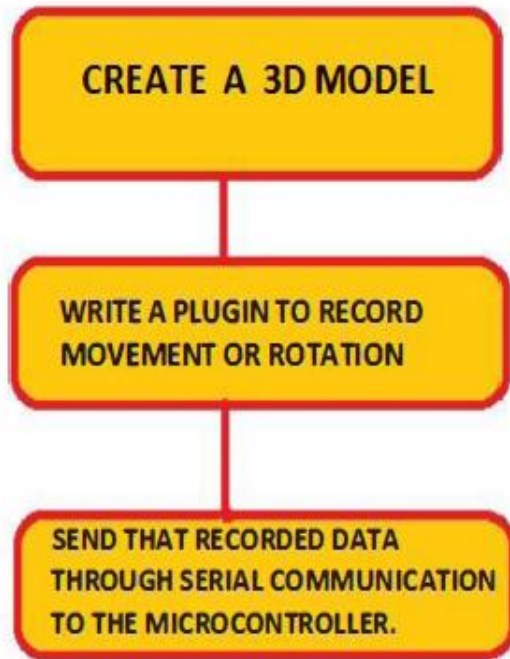 CREATE A 3D MODEL
WRITE A PLUGIN TO RECORD
MOVEMENT OR ROTATION
SEND THAT RECORDED DATA
THROUGH SERIAL COMMUNICATION
TO THE MICROCONTROLLER.